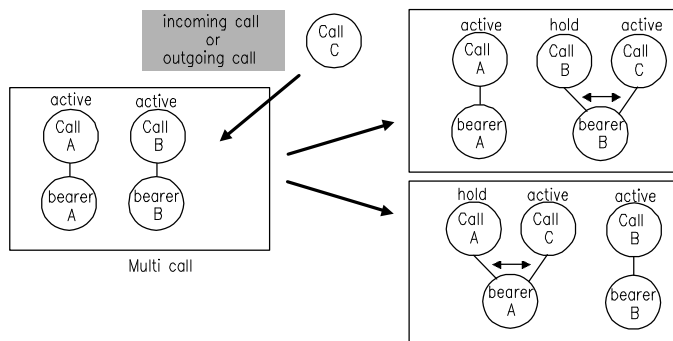 incoming call
or
outgoing call
Call
C
active
active
Call
A
Call
B
bearer
A
bearer
B
Multi call
active
hold
active
Call
A
Call
B
Call
C
bearer
A
bearer
B
hold
active
active
Call
A
Call
C
Call
B
bearer
A
bearer
B